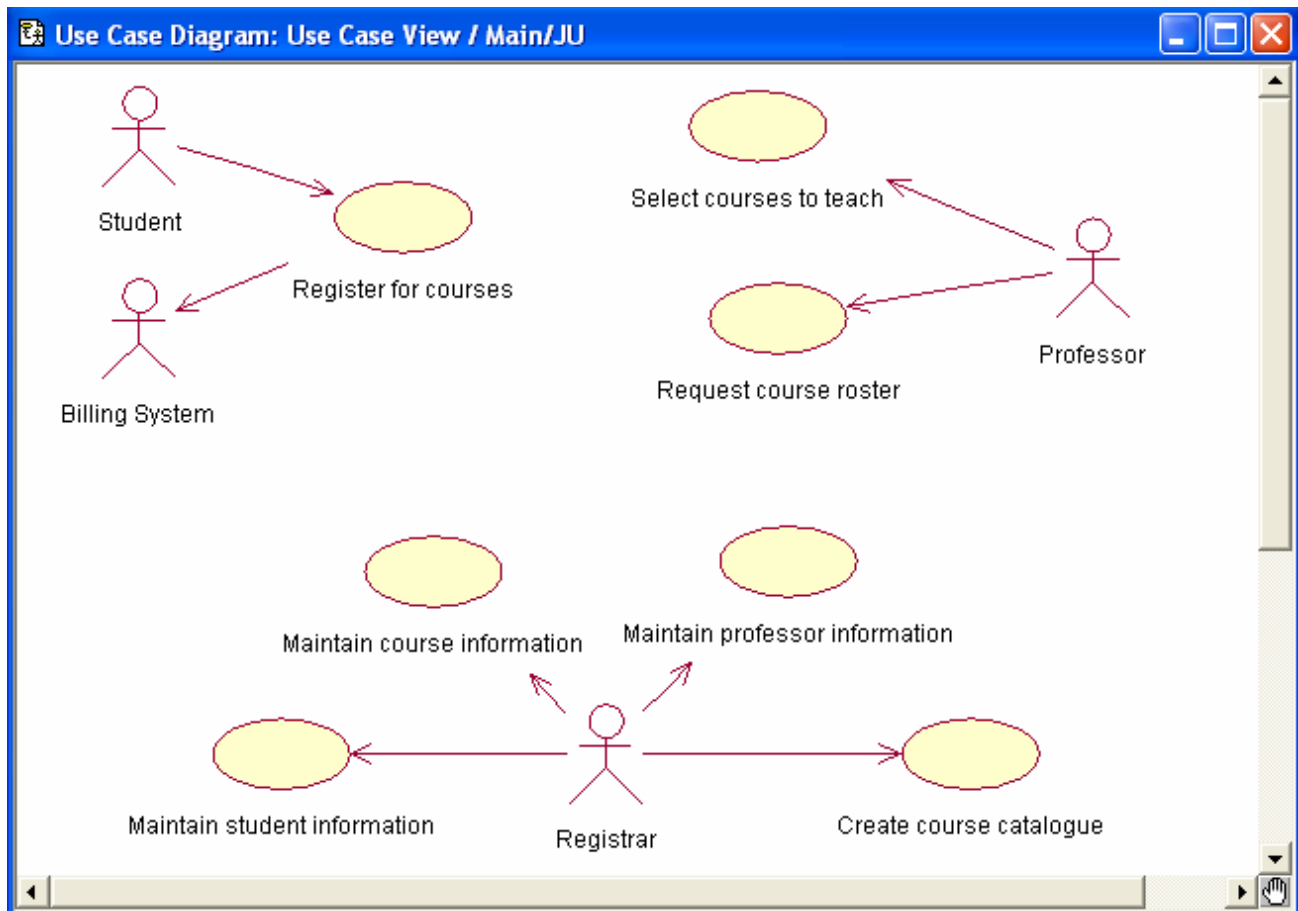 Use Case Diagram: Use Case View / Main/JU
Select courses to teach
Student
Register for courses
Professor
Request course roster
Billing System
Maintain professor information
Maintain course information
Maintain student information
Create course catalogue
Registrar